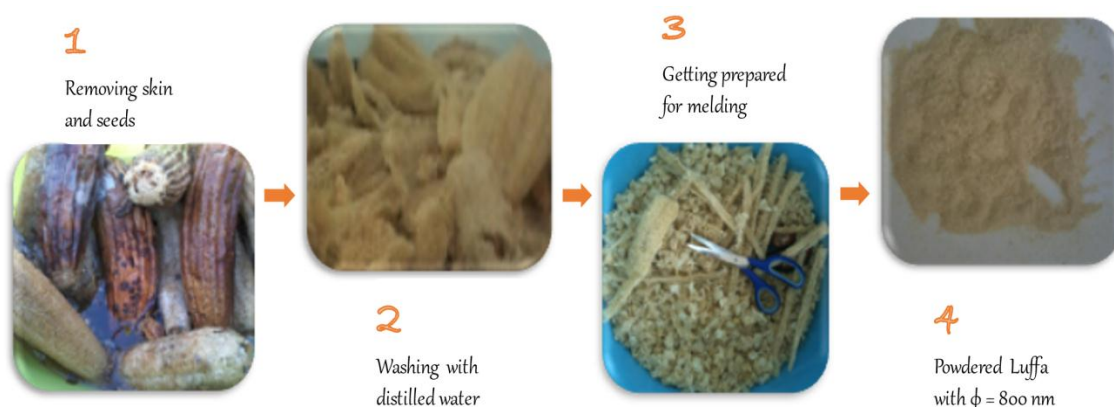 1
Removing skin
and seeds
2
Washing with
distilled water
3
Getting prepared
for melding
4
Powdered Luffa
with ϕ = 800 nm